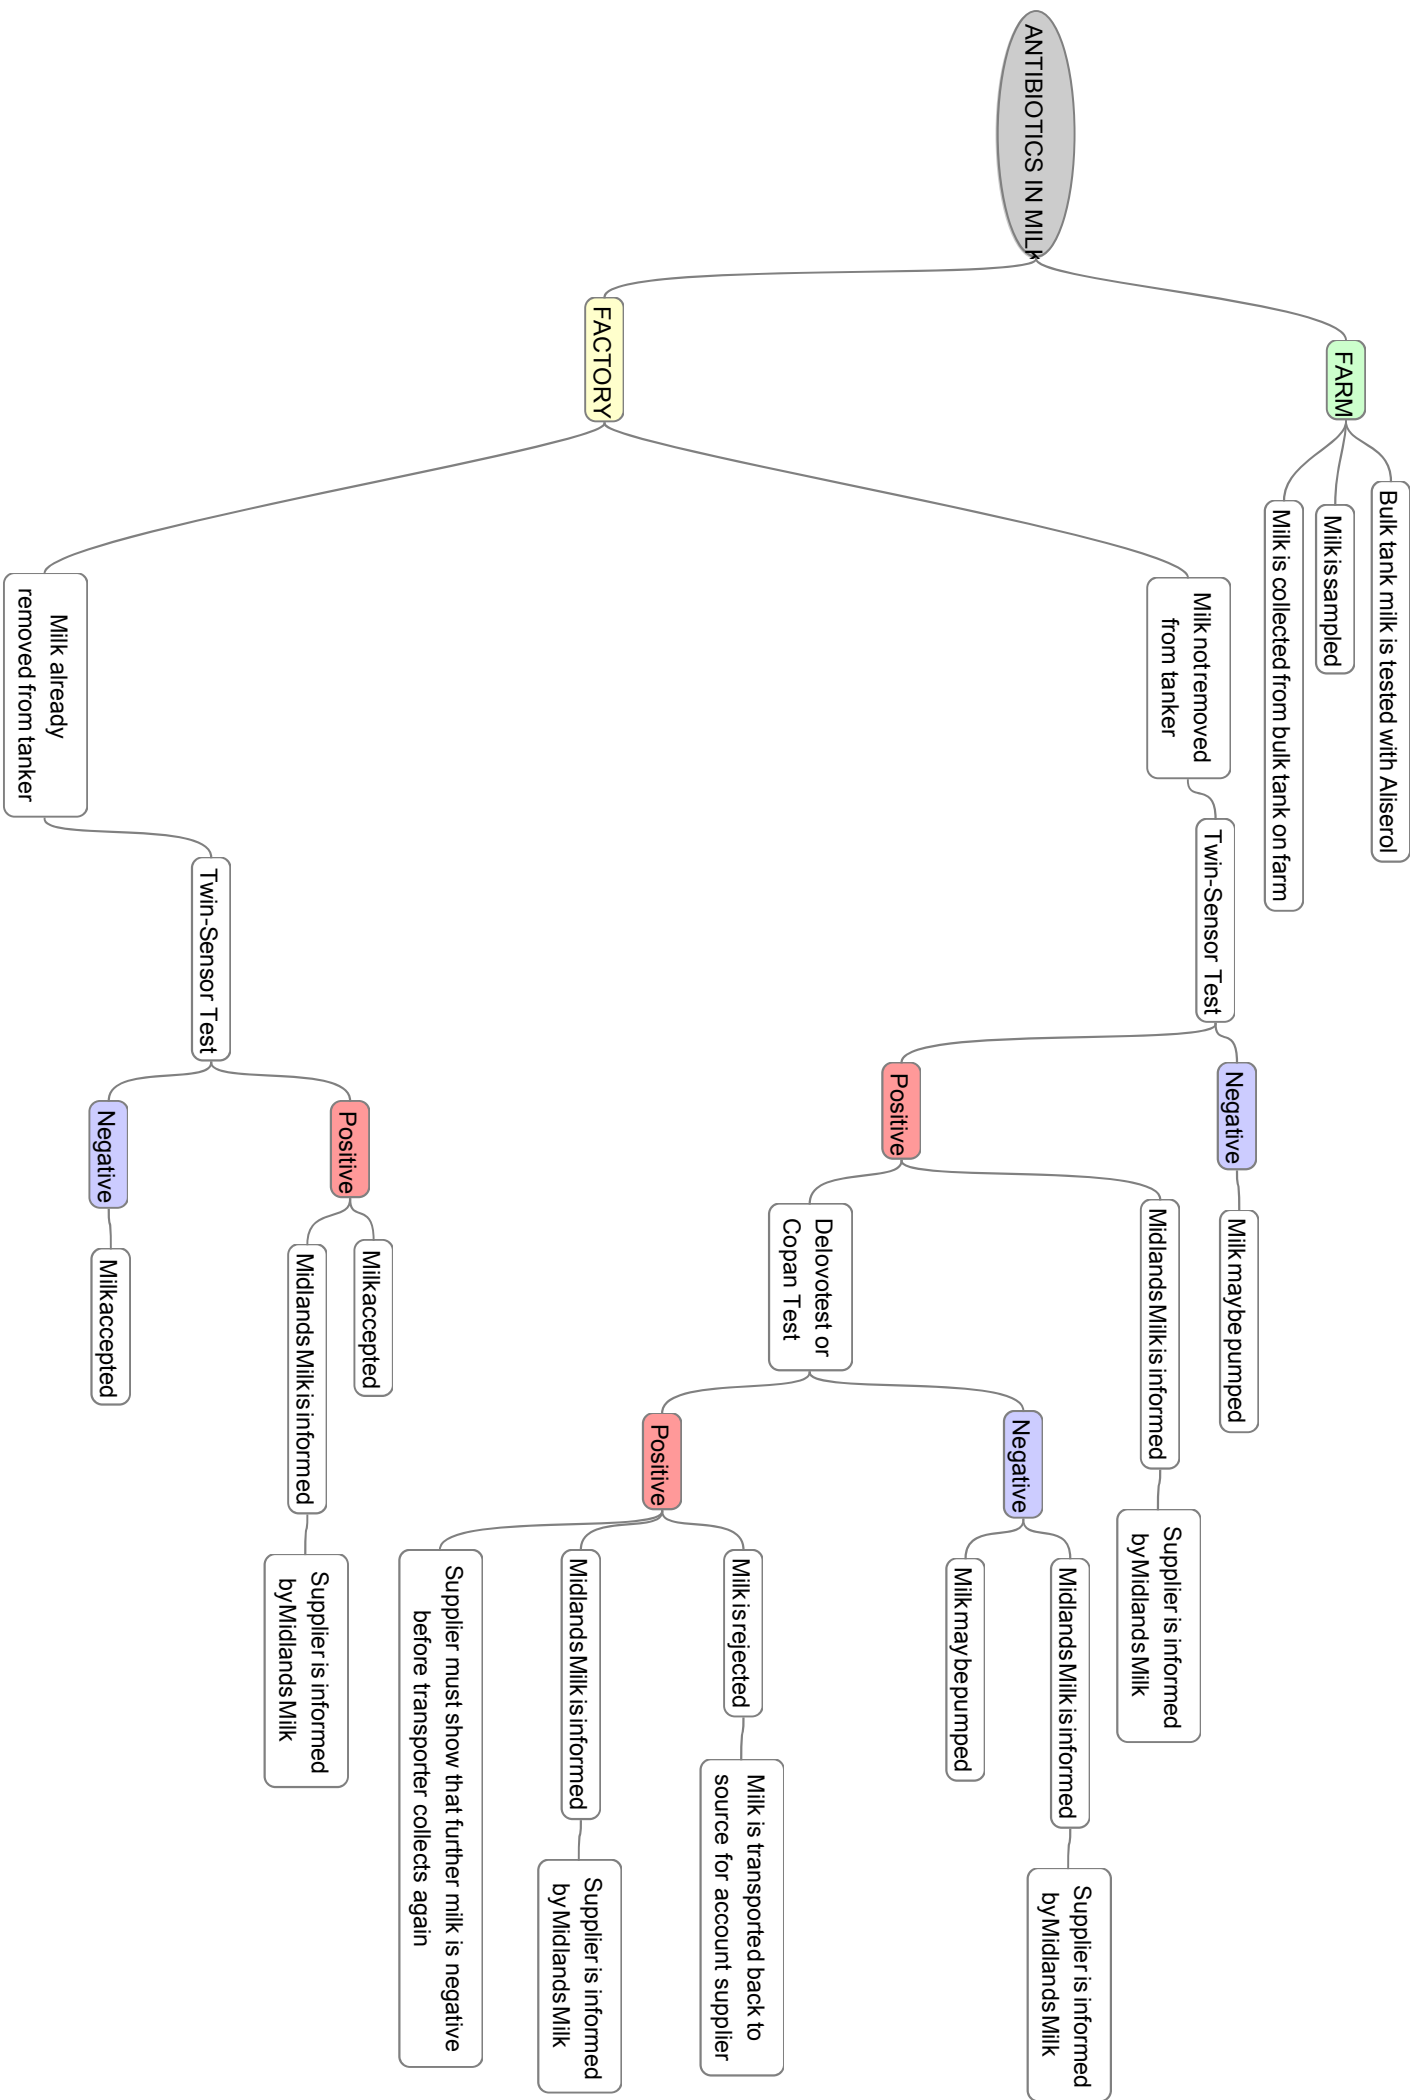 ANTIBIOTICS IN MILK
FARM
Bulk tank milk is tested with Aliserol
Milk is sampled
Milk is collected from bulk tank on farm
FACTORY
Milk not removed
from tanker
Twin-Sensor Test
Negative
Milk may be pumped
Positive
Midlands Milk is informed
Supplier is informed
by Midlands Milk
Delovotest or
Copan Test
Negative
Midlands Milk is informed
Supplier is informed
by Midlands Milk
Milk may be pumped
Positive
Milk is rejected
Milk is transported back to
source for account supplier
Midlands Milk is informed
Supplier is informed
by Midlands Milk
Supplier must show that further milk is negative
before transporter collects again
Milk already
removed from tanker
Twin-Sensor Test
Positive
Milk accepted
Midlands Milk is informed
Supplier is informed
by Midlands Milk
Negative
Milk accepted